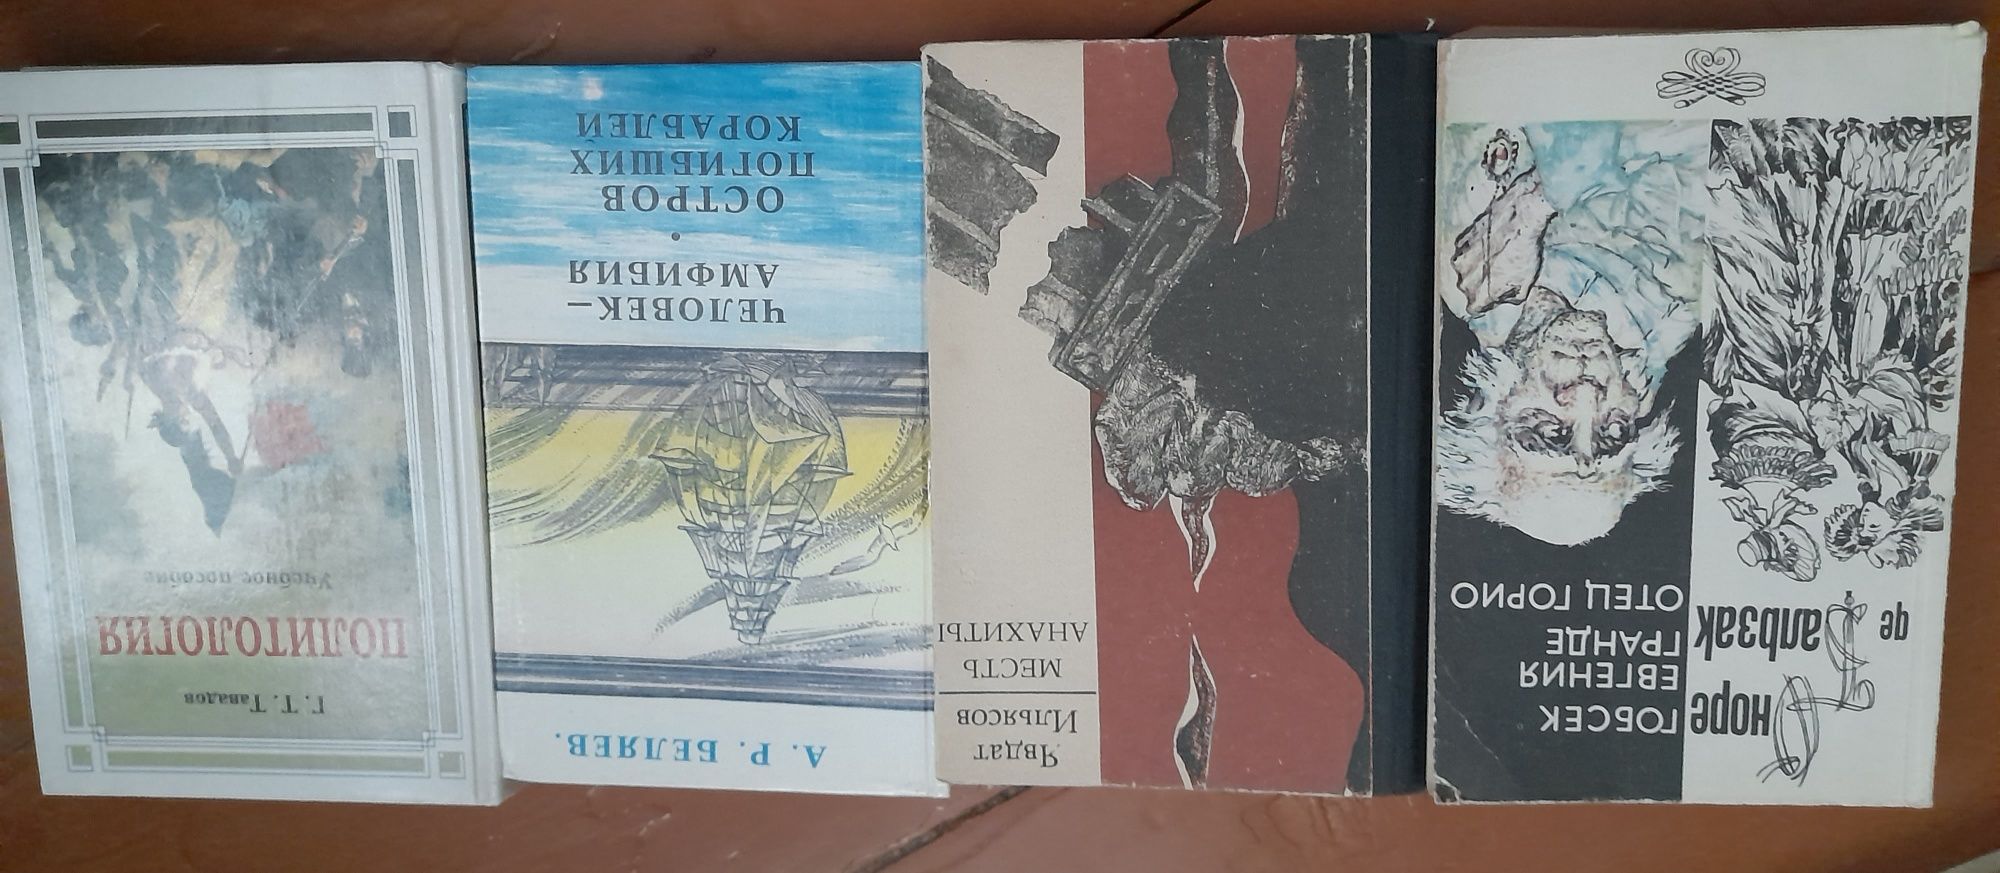 Оноре
де
Бальзак
ГОБСЕК
ЕВГЕНИЯ
ГРАНДЕ
ОТЕЦ ГОРИО
Явдат
Ильясов
МЕСТЬ
АНАХИТЫ
А. Р. БЕЛЯЕВ.
ЧЕЛОВЕК–
АМФИБИЯ
•
ОСТРОВ
ПОГИБШИХ
КОРАБЛЕЙ
Г. Т. Тавадов
ПОЛИТОЛОГИЯ
Учебное пособие